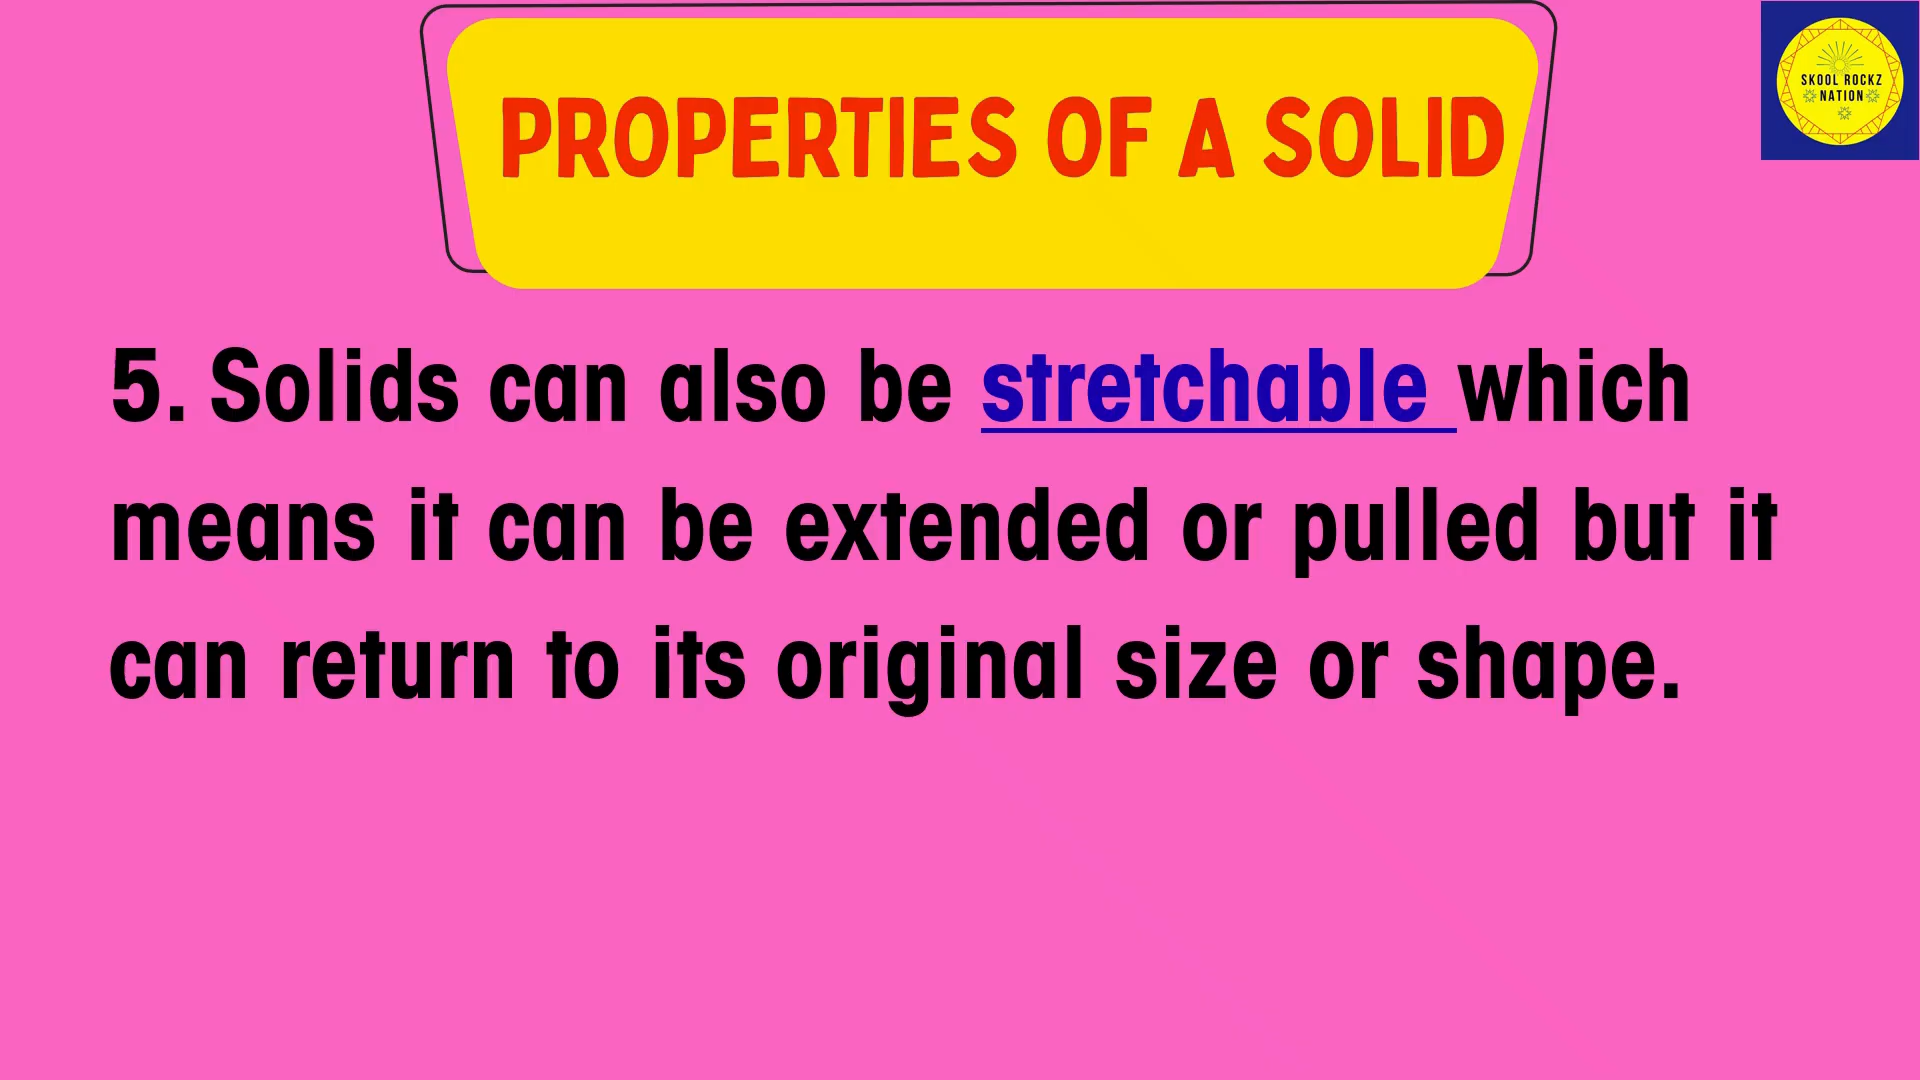 PROPERTIES OF A SOLID
SKOOL ROCKZ
NATION
5. Solids can also be stretchable which
means it can be extended or pulled but it
can return to its original size or shape.